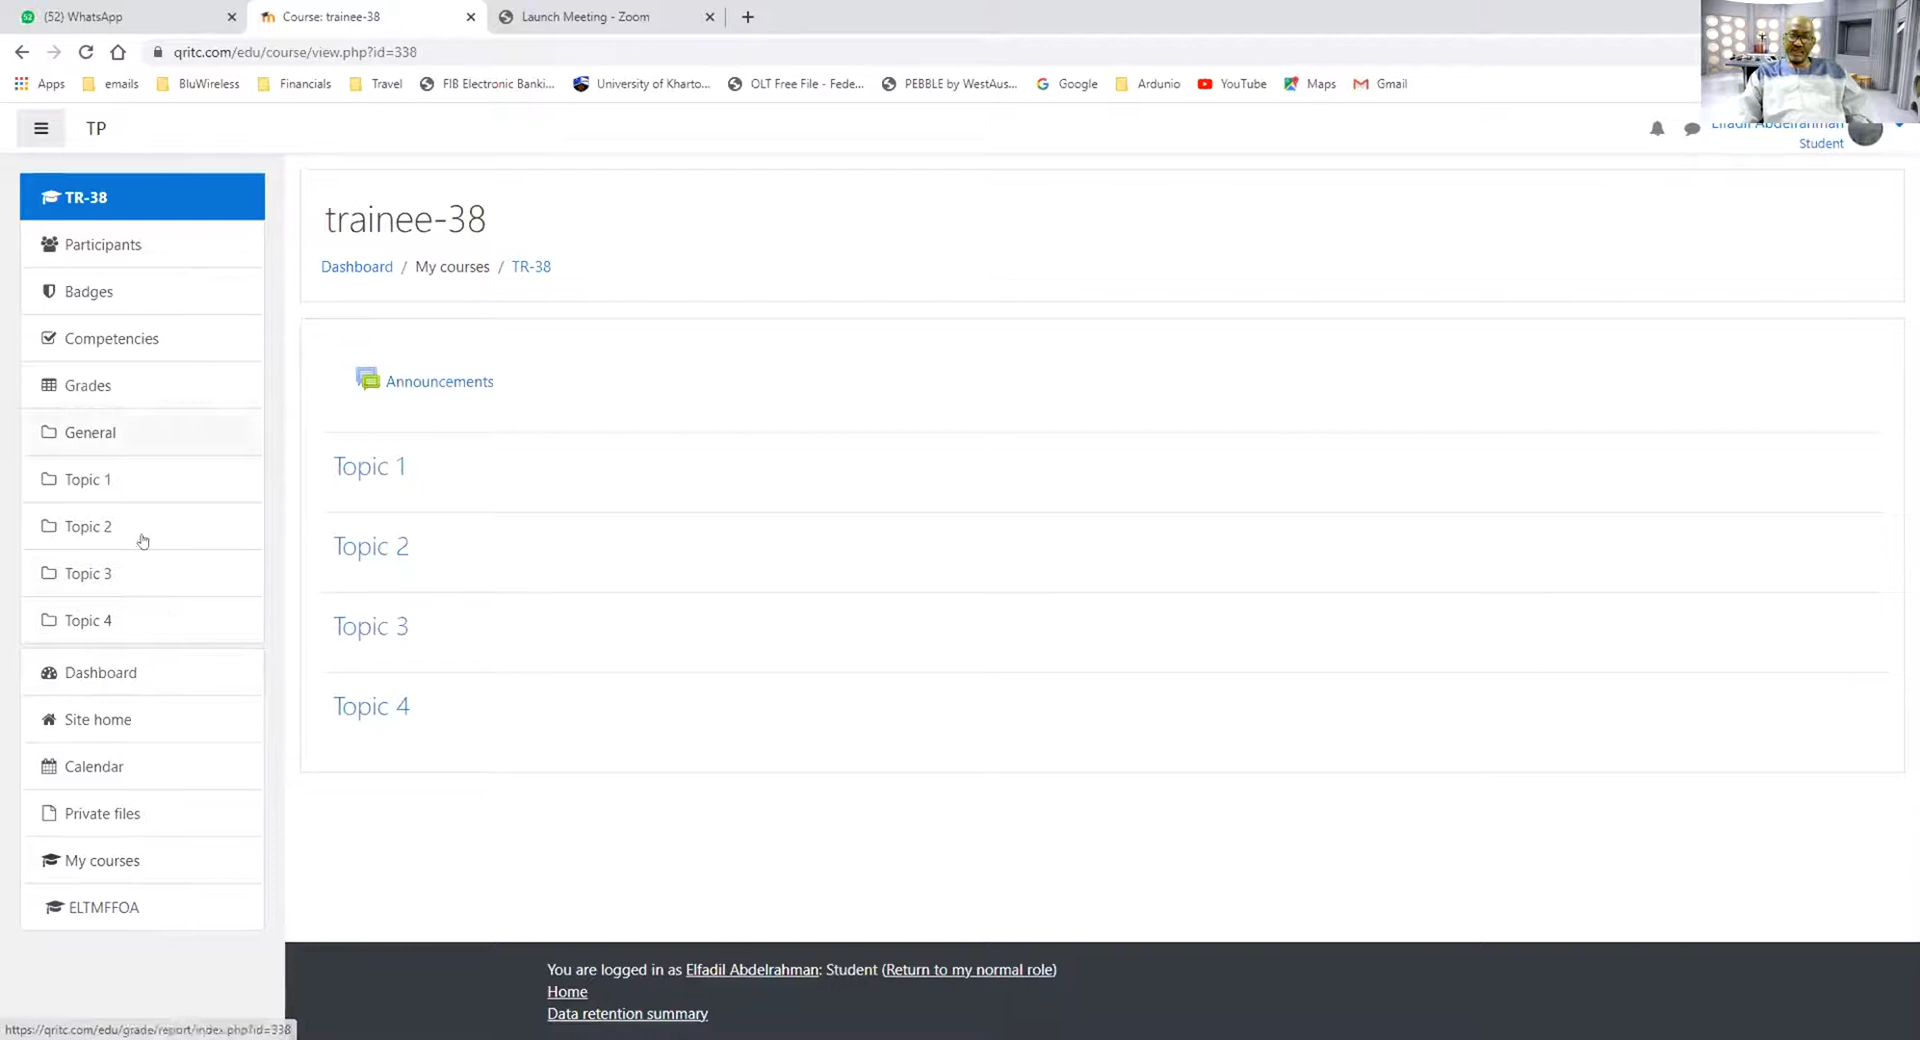 (52) WhatsApp
Course: trainee-38
Launch Meeting - Zoom
qritc.com/edu/course/view.php?id=338
Apps
emails
BluWireless
Financials
Travel
FIB Electronic Banki...
University of Kharto...
OLT Free File - Fede...
PEBBLE by WestAus...
Google
Ardunio
YouTube
Maps
Gmail
TP
Elfadil Abdelrahman
Student
TR-38
Participants
Badges
Competencies
Grades
General
Topic 1
Topic 2
Topic 3
Topic 4
Dashboard
Site home
Calendar
Private files
My courses
ELTMFFOA
trainee-38
Dashboard / My courses / TR-38
Announcements
Topic 1
Topic 2
Topic 3
Topic 4
You are logged in as Elfadil Abdelrahman: Student (Return to my normal role)
Home
Data retention summary
https://qritc.com/edu/grade/report/index.php?id=338